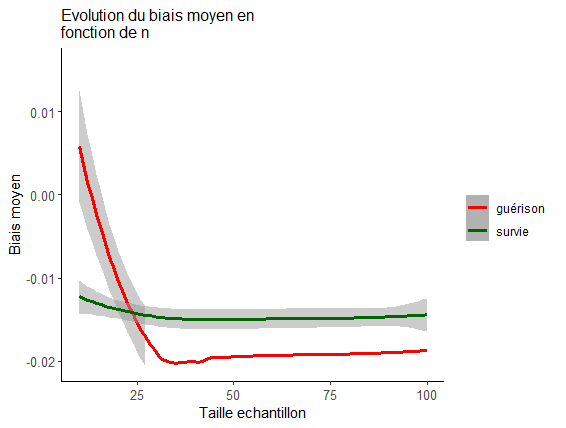 Evolution du biais moyen en
fonction de n
0.01
0.00
-0.01
-0.02
Biais moyen
25
50
75
100
Taille echantillon
guérison
survie